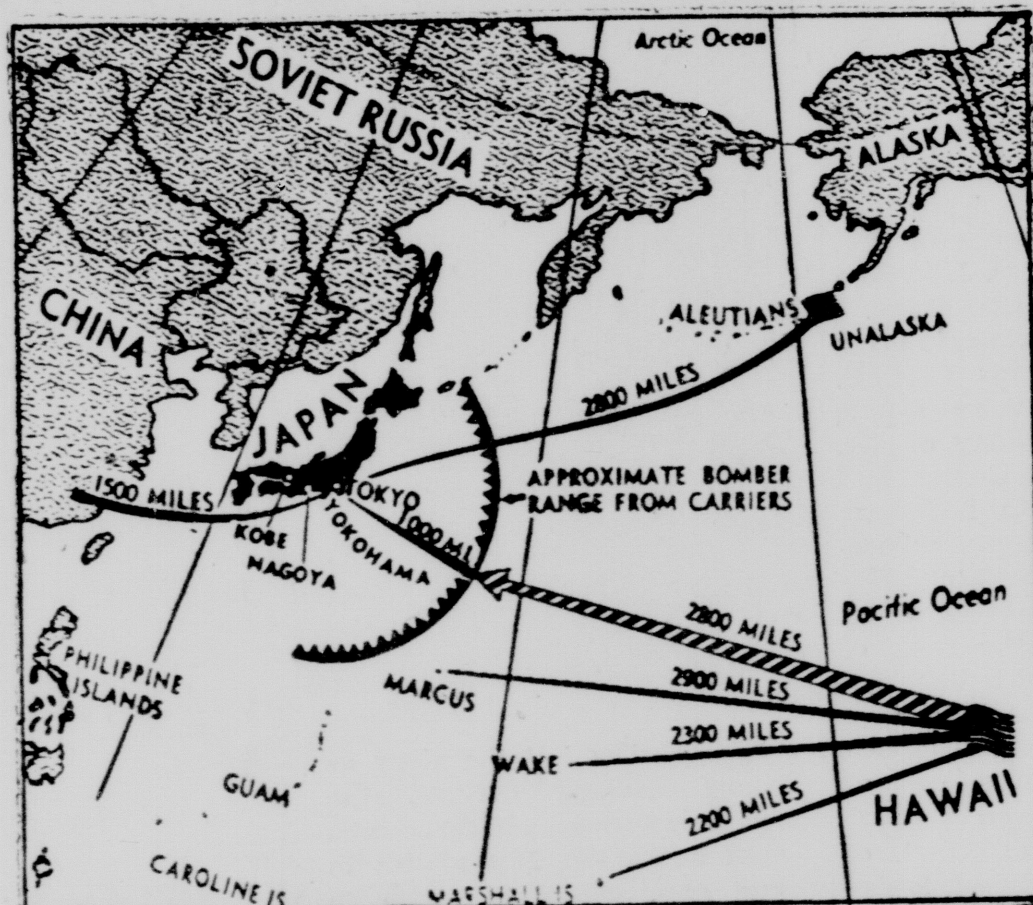 Arctic Ocean
SOVIET RUSSIA
ALASKA
CHINA
ALEUTIANS
UNALASKA
2800 MILES
JAPAN
APPROXIMATE BOMBER
RANGE FROM CARRIERS
1500 MILES
TOKYO
1000 MI.
YOKOHAMA
KOBE
NAGOYA
Pacific Ocean
2800 MILES
PHILIPPINE
ISLANDS
MARCUS
2900 MILES
WAKE
2300 MILES
GUAM
2200 MILES
HAWAII
CAROLINE IS
MARSHALL IS